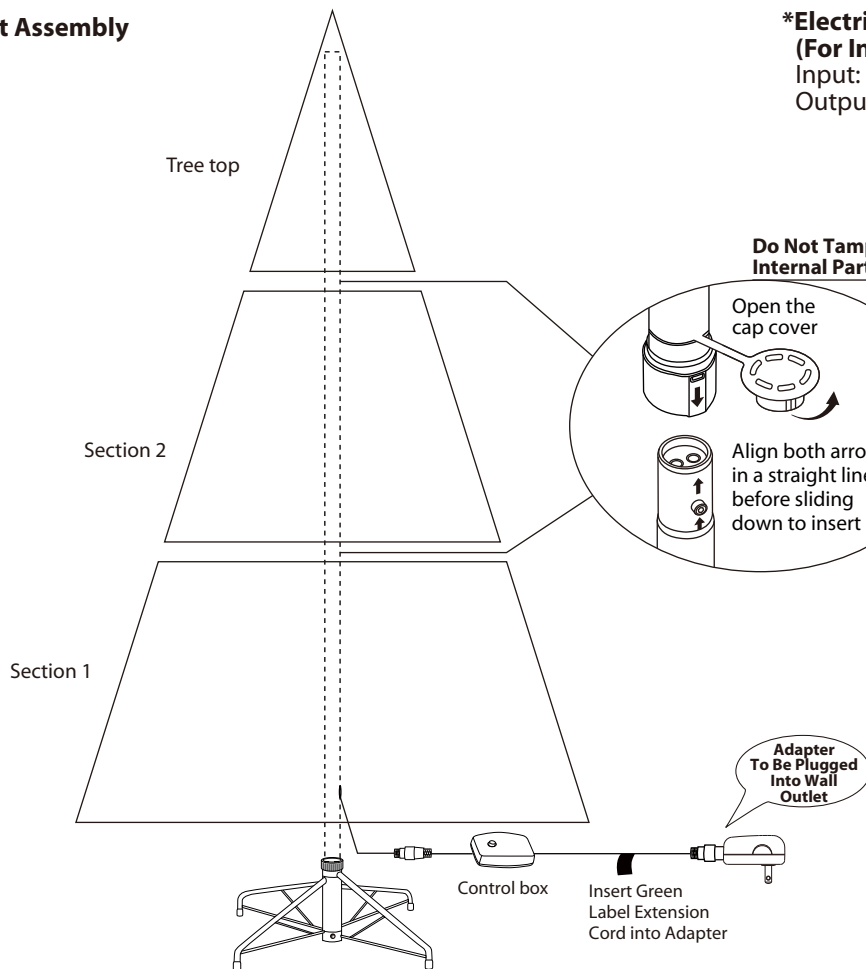 t Assembly
*Electri
(For In
Input:
Outpu
Tree top
Do Not Tamp
Internal Part
Open the
cap cover
Section 2
Align both arro
in a straight line
before sliding
down to insert
Section 1
Adapter
To Be Plugged
Into Wall
Outlet
Control box
Insert Green
Label Extension
Cord into Adapter